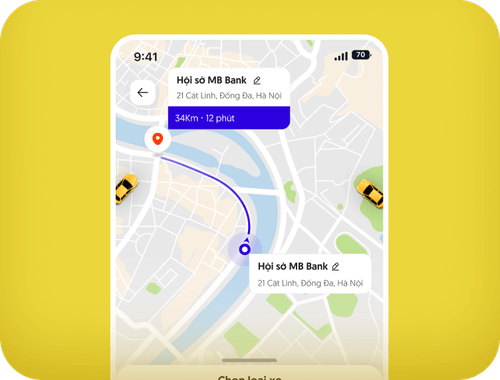 9:41
70
Hội sở MB Bank
21 Cát Linh, Đống Đa, Hà Nội
34Km • 12 phút
Hội sở MB Bank
21 Cát Linh, Đống Đa, Hà Nội
Chọn loại xe